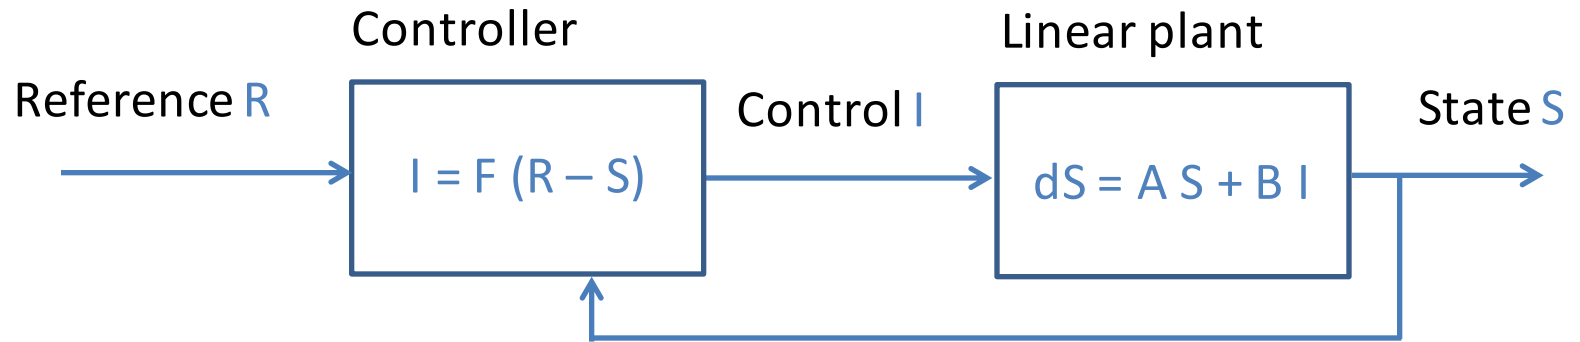 Controller
Linear plant
Reference R
Control I
State S
I = F (R – S)
dS = A S + B I